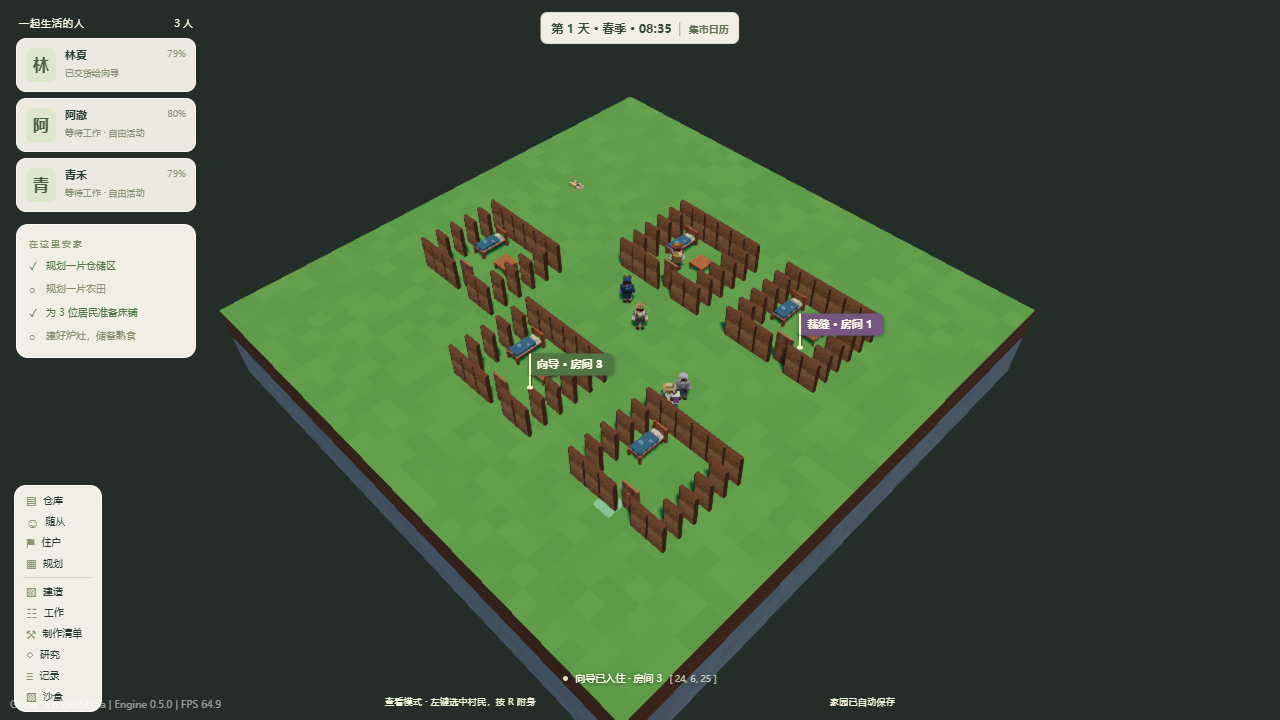 一起生活的人 3 人
林
林夏 79%
已交货给向导
阿
阿澈 80%
等待工作 · 自由活动
青
青禾 79%
等待工作 · 自由活动
在这里安家
✓ 规划一片仓储区
○ 规划一片农田
✓ 为 3 位居民准备床铺
○ 建好炉灶，储备熟食
第 1 天 • 春季 • 08:35 | 集市日历
裁缝 • 房间 1
向导 • 房间 3
仓库
随从
住户
规划
建造
工作
制作清单
研究
记录
沙盒
| Engine 0.5.0 | FPS 64.9
向导已入住 · 房间 3 [ 24, 6, 25 ]
查看模式 · 左键选中村民，按 R 附身
家园已自动保存